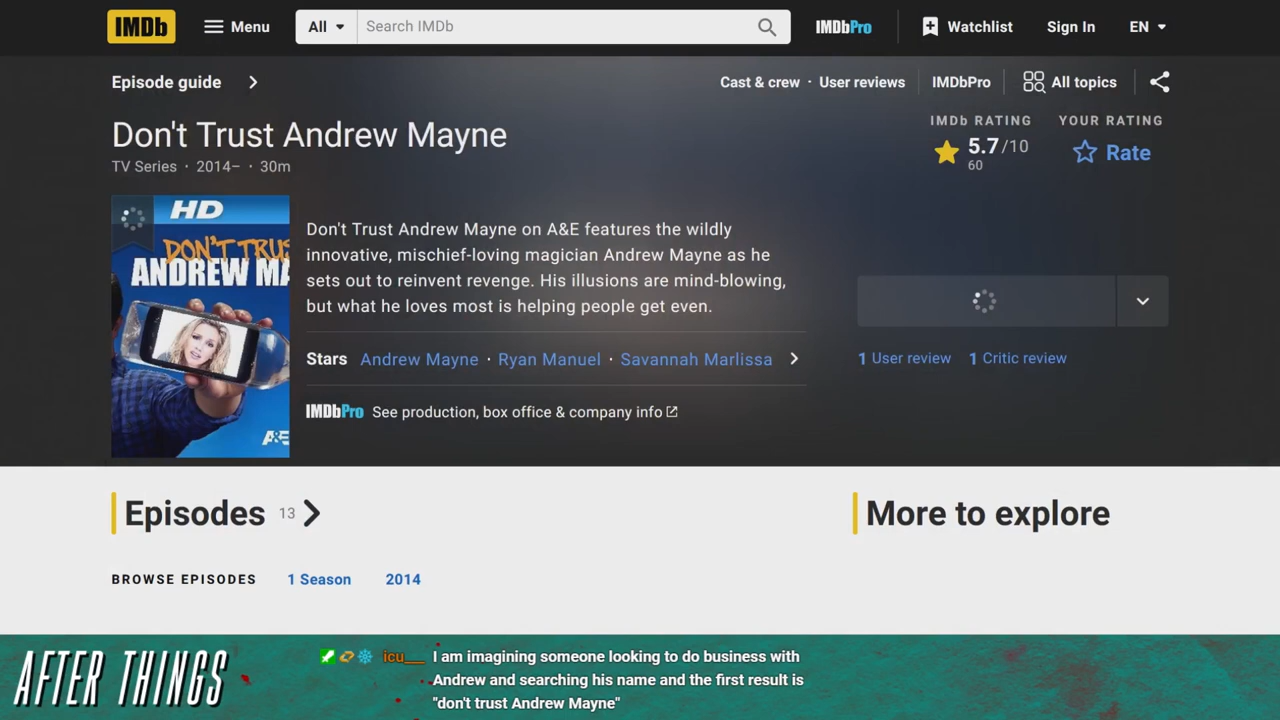 IMDb
Menu
All
Search IMDb
IMDbPro
Watchlist
Sign In
EN
Episode guide
Cast & crew · User reviews
IMDbPro
All topics
Don't Trust Andrew Mayne
TV Series · 2014– · 30m
IMDb RATING
5.7/10
60
YOUR RATING
Rate
HD
DON'T TRUS
ANDREW MA
A&E
Don't Trust Andrew Mayne on A&E features the wildly
innovative, mischief-loving magician Andrew Mayne as he
sets out to reinvent revenge. His illusions are mind-blowing,
but what he loves most is helping people get even.
Stars Andrew Mayne · Ryan Manuel · Savannah Marlissa
IMDbPro See production, box office & company info
1 User review 1 Critic review
Episodes 13
BROWSE EPISODES 1 Season 2014
More to explore
AFTER THINGS
icu__ I am imagining someone looking to do business with
Andrew and searching his name and the first result is
"don't trust Andrew Mayne"